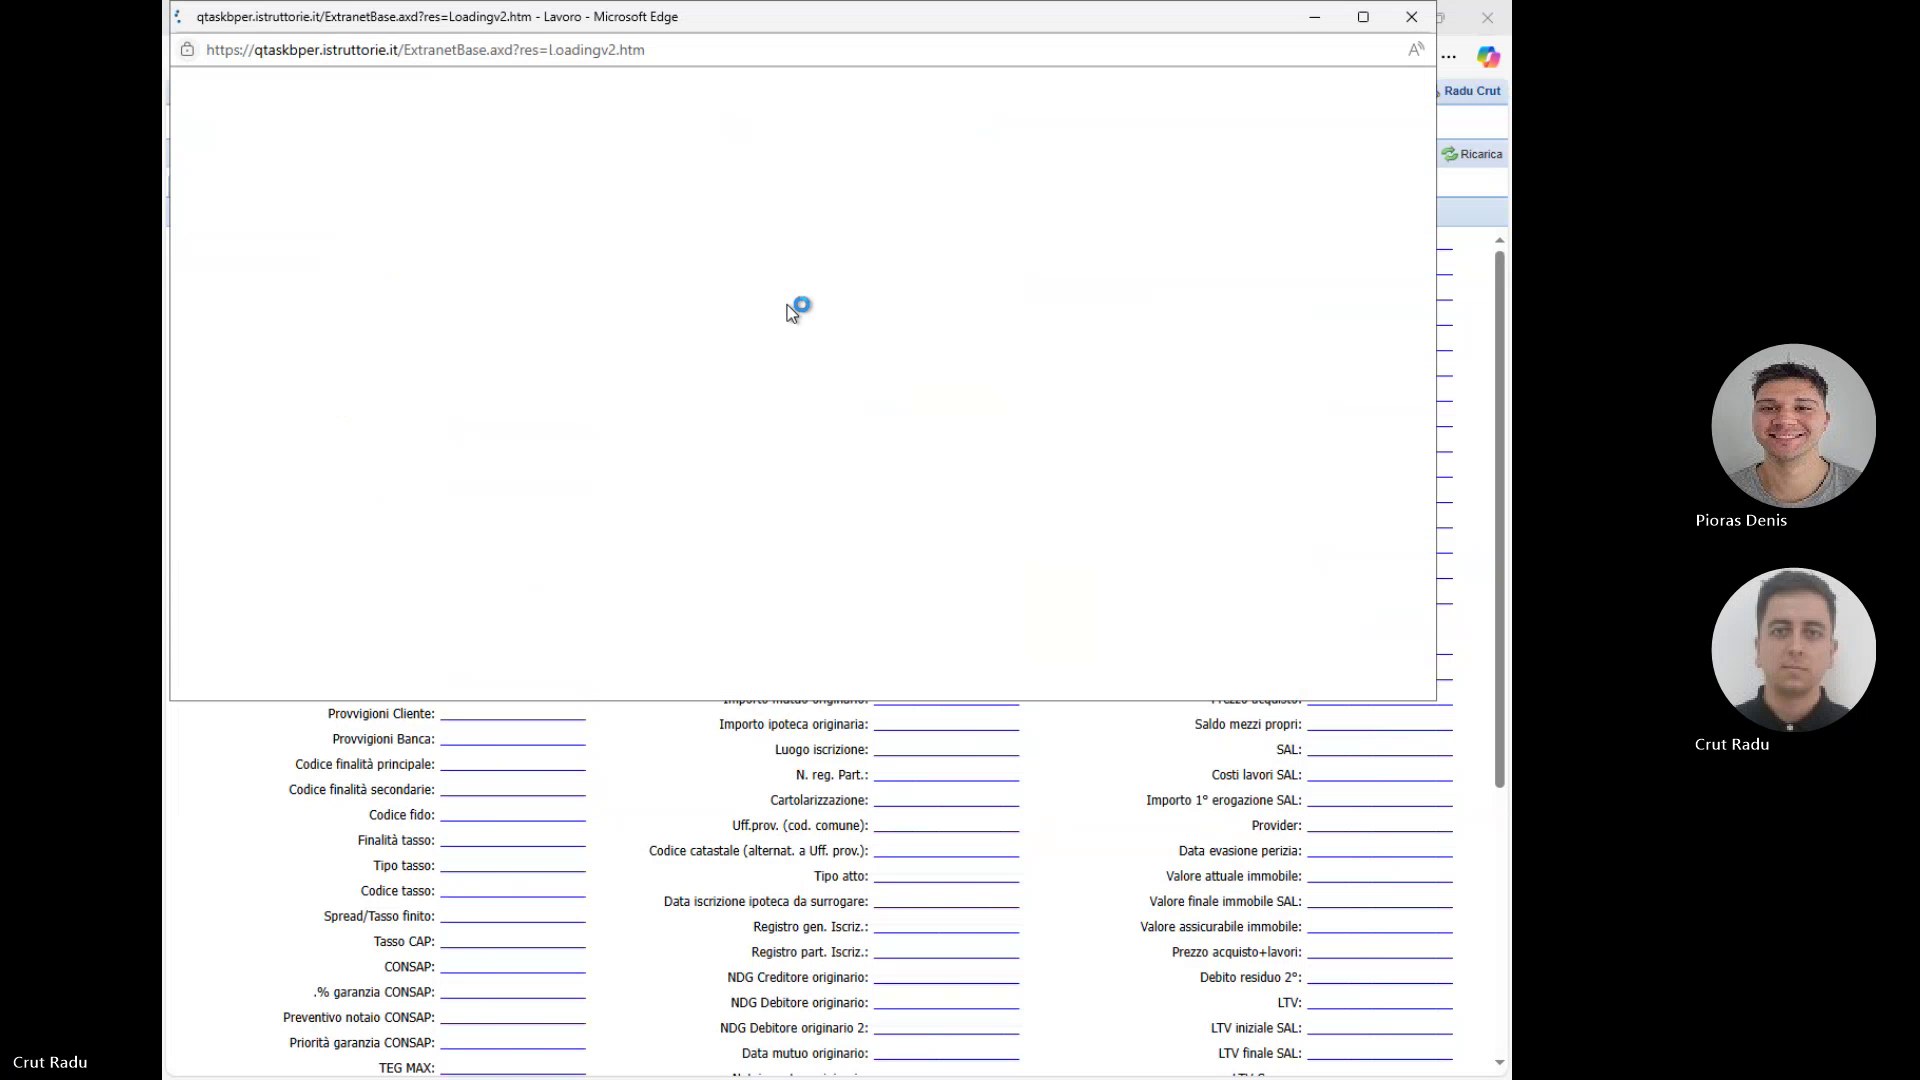 qtaskbper.istruttorie.it/ExtranetBase.axd?res=Loadingv2.htm - Lavoro - Microsoft Edge
https://qtaskbper.istruttorie.it/ExtranetBase.axd?res=Loadingv2.htm
Radu Crut
Ricarica
Provvigioni Cliente:
Provvigioni Banca:
Codice finalità principale:
Codice finalità secondarie:
Codice fido:
Finalità tasso:
Tipo tasso:
Codice tasso:
Spread/Tasso finito:
Tasso CAP:
CONSAP:
.% garanzia CONSAP:
Preventivo notaio CONSAP:
Priorità garanzia CONSAP:
TEG MAX:
Importo mutuo originario:
Importo ipoteca originaria:
Luogo iscrizione:
N. reg. Part.:
Cartolarizzazione:
Uff.prov. (cod. comune):
Codice catastale (alternat. a Uff. prov.):
Tipo atto:
Data iscrizione ipoteca da surrogare:
Registro gen. Iscriz.:
Registro part. Iscriz.:
NDG Creditore originario:
NDG Debitore originario:
NDG Debitore originario 2:
Data mutuo originario:
Prezzo acquisto:
Saldo mezzi propri:
SAL:
Costi lavori SAL:
Importo 1° erogazione SAL:
Provider:
Data evasione perizia:
Valore attuale immobile:
Valore finale immobile SAL:
Valore assicurabile immobile:
Prezzo acquisto+lavori:
Debito residuo 2°:
LTV:
LTV iniziale SAL:
LTV finale SAL:
Pioras Denis
Crut Radu
Crut Radu